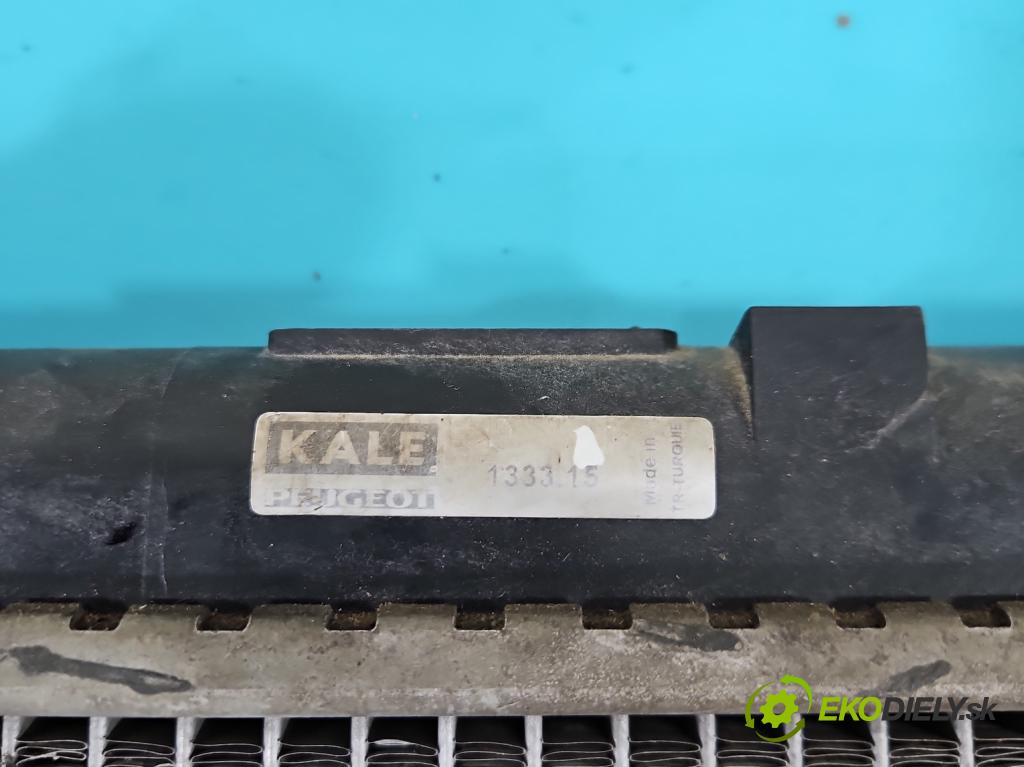 KALE
PEUGEOT
1333.15
Made in
TR-TURQUIE
EKODIELY.sk